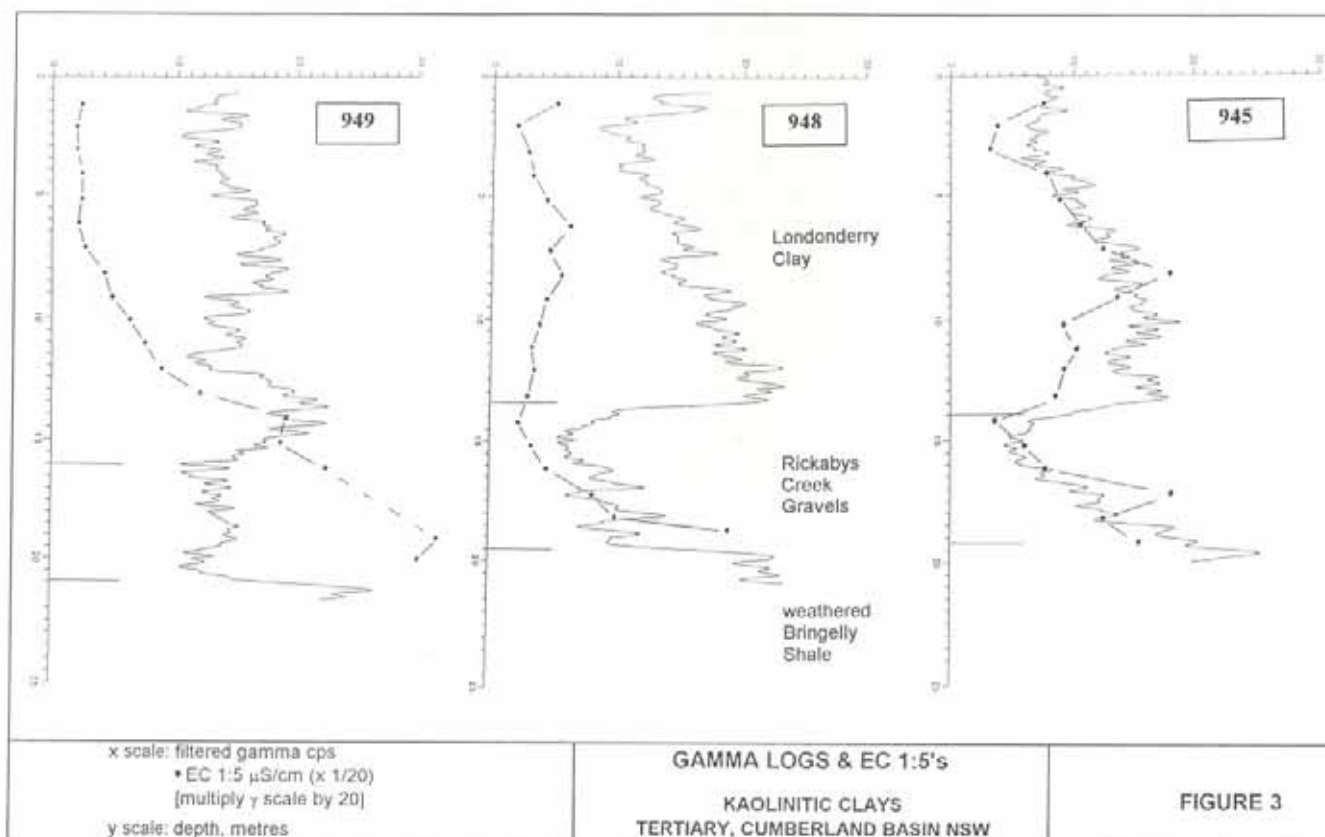 949
948
945
Londonderry
Clay
Rickabys
Creek
Gravels
weathered
Bringelly
Shale
x scale: filtered gamma cps
• EC 1:5 µS/cm (x 1/20)
[multiply γ scale by 20]
y scale: depth, metres
GAMMA LOGS & EC 1:5's
KAOLINITIC CLAYS
TERTIARY, CUMBERLAND BASIN NSW
FIGURE 3